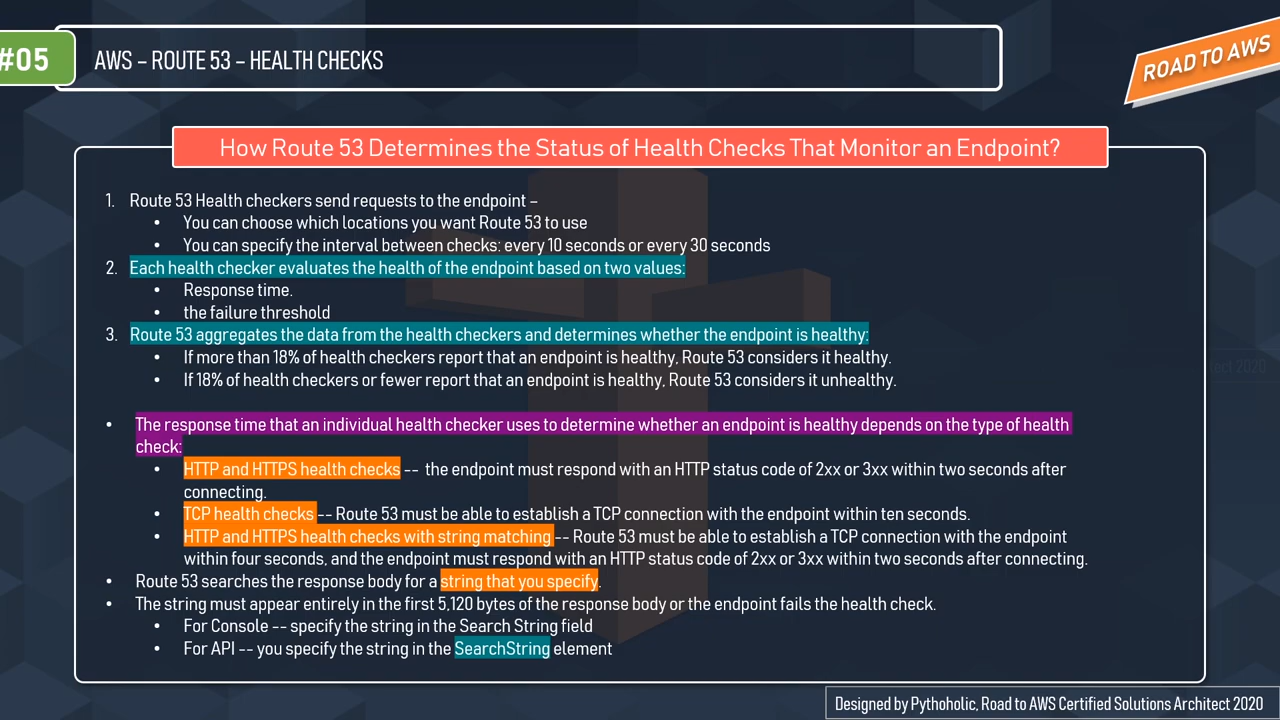 #05
AWS – ROUTE 53 – HEALTH CHECKS
ROAD TO AWS
How Route 53 Determines the Status of Health Checks That Monitor an Endpoint?
1. Route 53 Health checkers send requests to the endpoint –
• You can choose which locations you want Route 53 to use
• You can specify the interval between checks: every 10 seconds or every 30 seconds
2. Each health checker evaluates the health of the endpoint based on two values:
• Response time.
• the failure threshold
3. Route 53 aggregates the data from the health checkers and determines whether the endpoint is healthy:
• If more than 18% of health checkers report that an endpoint is healthy, Route 53 considers it healthy.
• If 18% of health checkers or fewer report that an endpoint is healthy, Route 53 considers it unhealthy.
• The response time that an individual health checker uses to determine whether an endpoint is healthy depends on the type of health
check:
• HTTP and HTTPS health checks -- the endpoint must respond with an HTTP status code of 2xx or 3xx within two seconds after
connecting.
• TCP health checks -- Route 53 must be able to establish a TCP connection with the endpoint within ten seconds.
• HTTP and HTTPS health checks with string matching -- Route 53 must be able to establish a TCP connection with the endpoint
within four seconds, and the endpoint must respond with an HTTP status code of 2xx or 3xx within two seconds after connecting.
• Route 53 searches the response body for a string that you specify.
• The string must appear entirely in the first 5,120 bytes of the response body or the endpoint fails the health check.
• For Console -- specify the string in the Search String field
• For API -- you specify the string in the SearchString element
Designed by Pythoholic, Road to AWS Certified Solutions Architect 2020